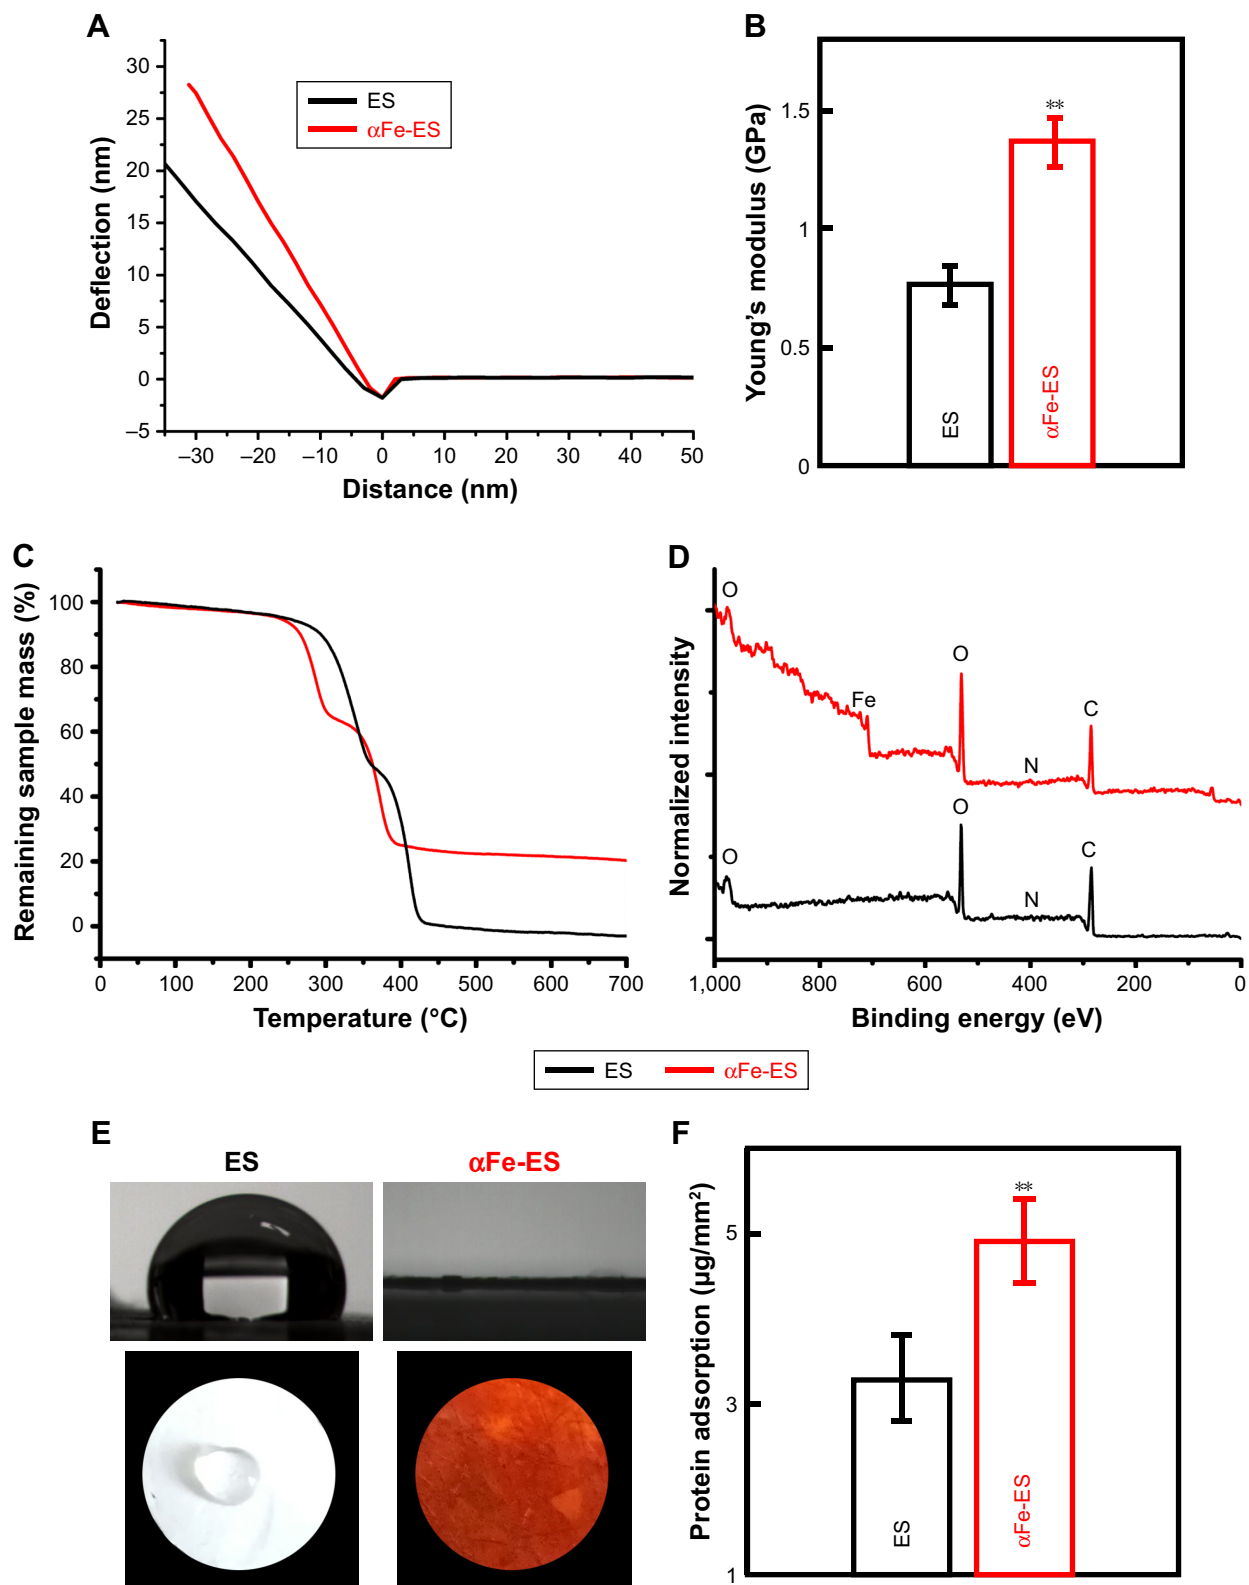 A
Deflection (nm)
30
25
20
15
10
5
0
–5
ES
αFe-ES
–30 –20 –10 0 10 20 30 40 50
Distance (nm)
B
Young's modulus (GPa)
1.5
1
0.5
0
**
ES
αFe-ES
C
Remaining sample mass (%)
100
80
60
40
20
0
0 100 200 300 400 500 600 700
Temperature (°C)
D
Normalized intensity
O
Fe
O
N
C
O
O
N
C
1,000 800 600 400 200 0
Binding energy (eV)
ES αFe-ES
E
ES αFe-ES
F
Protein adsorption (µg/mm²)
5
3
1
**
ES
αFe-ES